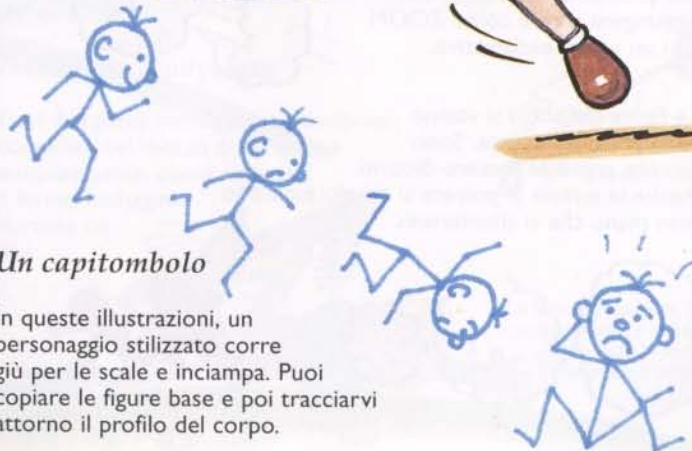 Un capitombolo
In queste illustrazioni, un
personaggio stilizzato corre
giù per le scale e inciampa. Puoi
copiare le figure base e poi tracciarvi
attorno il profilo del corpo.